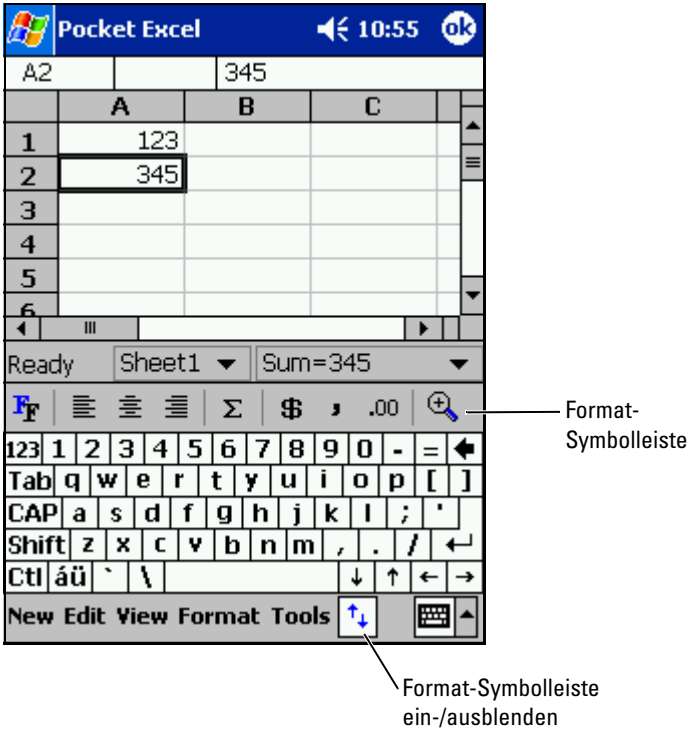 Pocket Excel 10:55 ok
A2 345
A B C
1 123
2 345
3
4
5
6
Ready Sheet1 Sum=345
FF Σ $ , .00
Format-
Symbolleiste
123 1 2 3 4 5 6 7 8 9 0 - = 🡄
Tab q w e r t y u i o p [ ]
CAP a s d f g h j k l ; '
Shift z x c v b n m , . / ↵
Ctl áü ` \ ↓ ↑ ← →
New Edit View Format Tools
Format-Symbolleiste
ein-/ausblenden